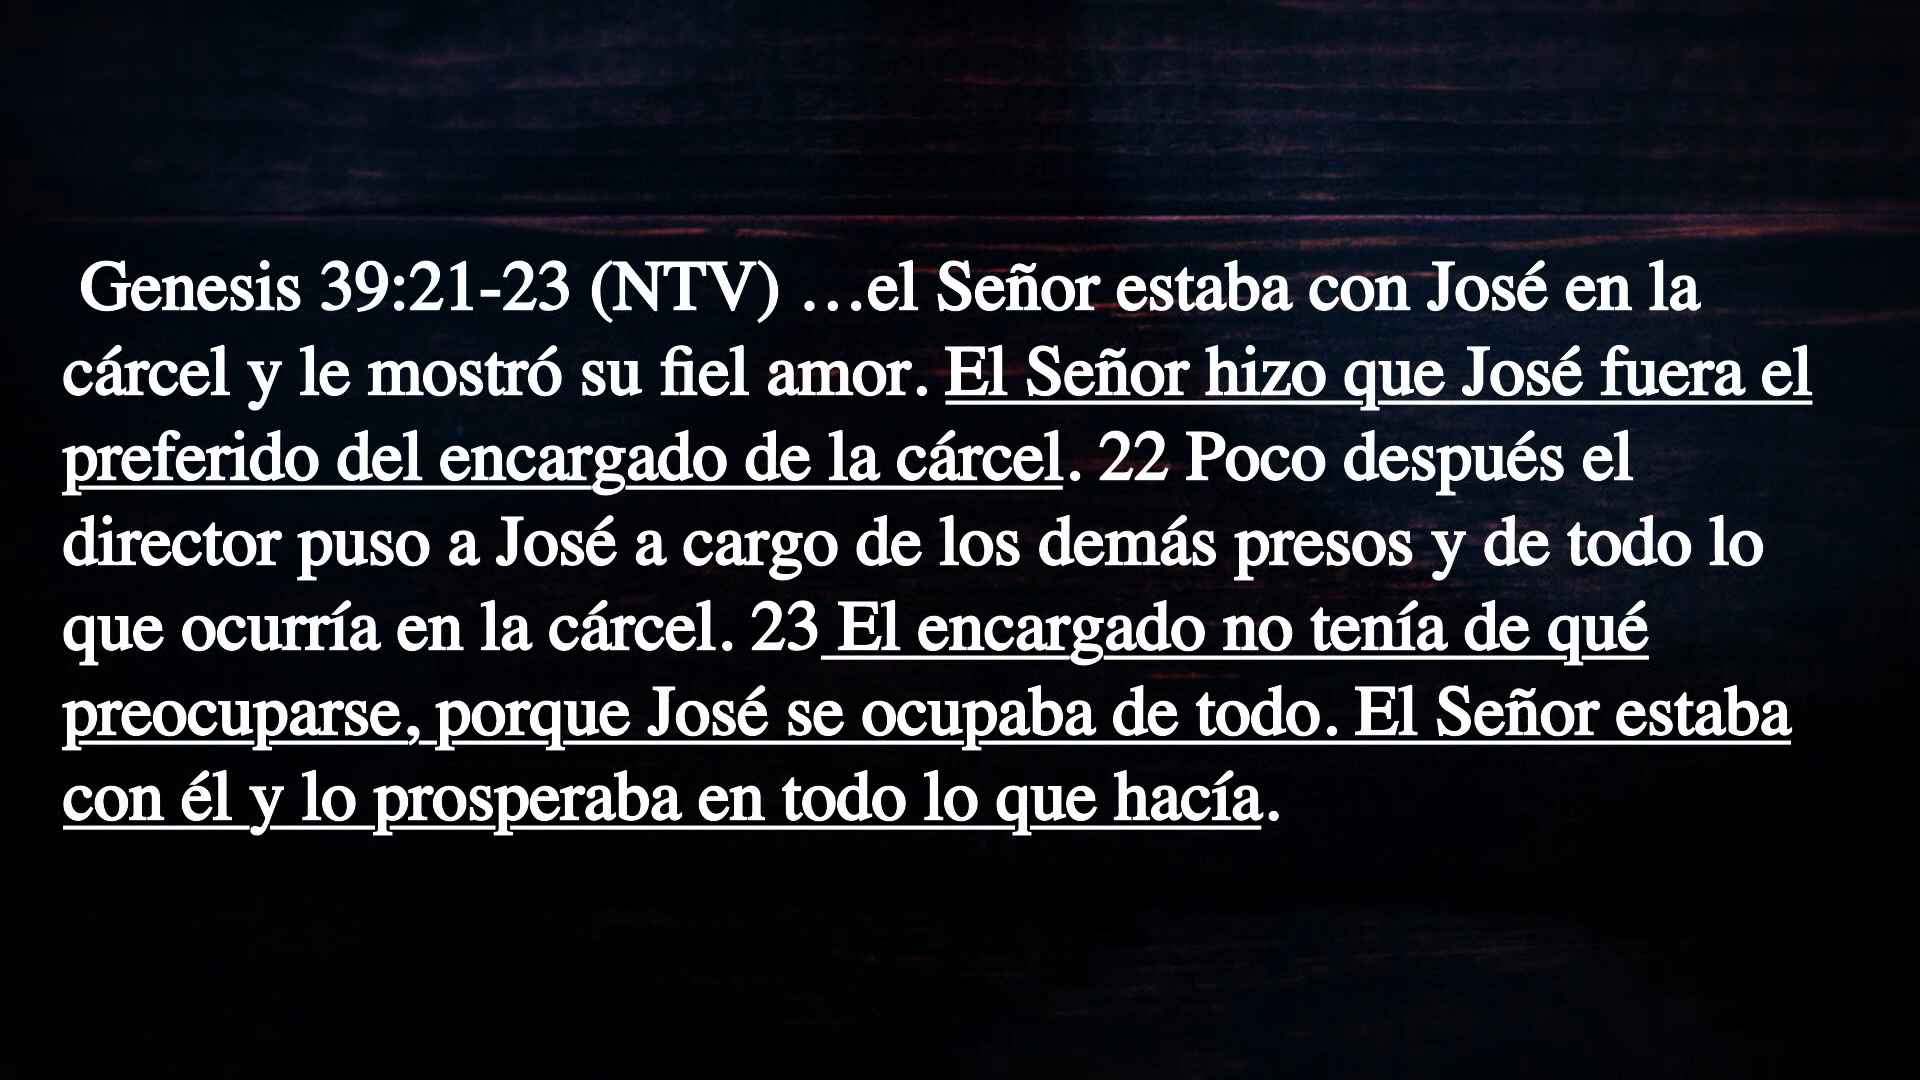 Genesis 39:21-23 (NTV) …el Señor estaba con José en la
cárcel y le mostró su fiel amor. El Señor hizo que José fuera el
preferido del encargado de la cárcel. 22 Poco después el
director puso a José a cargo de los demás presos y de todo lo
que ocurría en la cárcel. 23 El encargado no tenía de qué
preocuparse, porque José se ocupaba de todo. El Señor estaba
con él y lo prosperaba en todo lo que hacía.